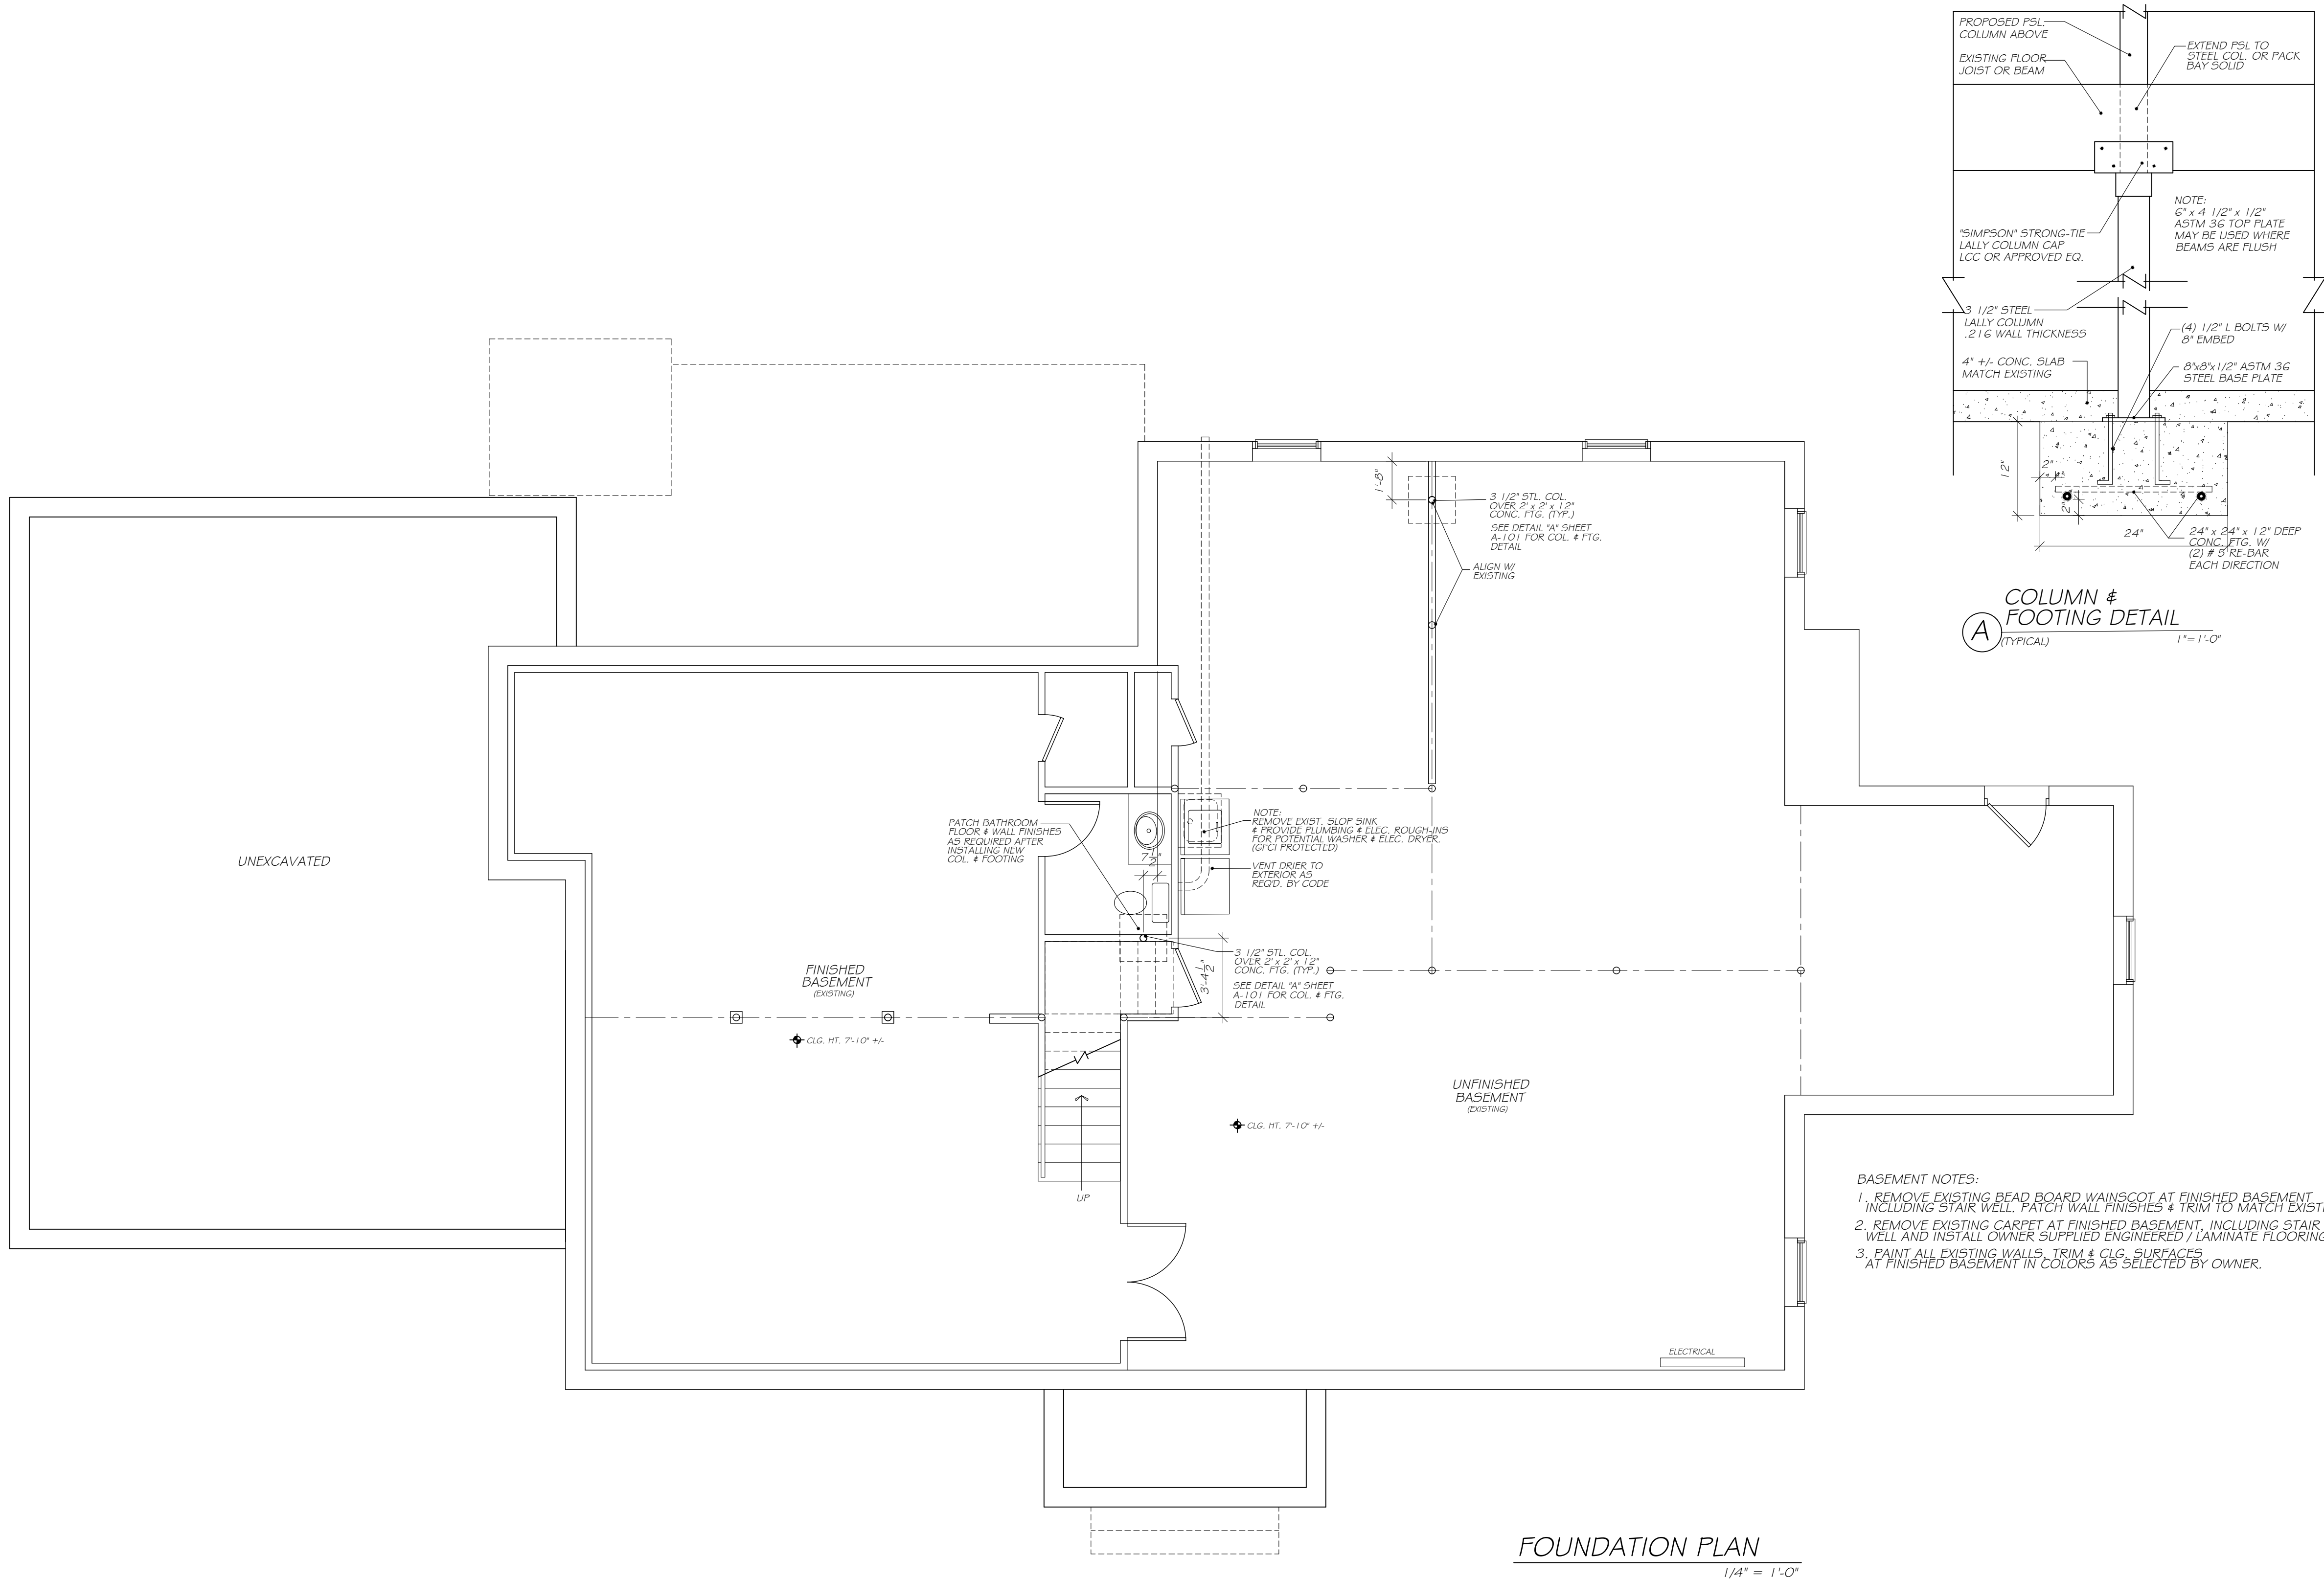 PROPOSED PSL.
COLUMN ABOVE
EXISTING FLOOR
JOIST OR BEAM
EXTEND PSL TO
STEEL COL. OR PACK
BAY SOLID
NOTE:
6" x 4 1/2" x 1/2"
ASTM 36 TOP PLATE
MAY BE USED WHERE
BEAMS ARE FLUSH
"SIMPSON" STRONG-TIE
LALLY COLUMN CAP
LCC OR APPROVED EQ.
3 1/2" STEEL
LALLY COLUMN
.216 WALL THICKNESS
(4) 1/2" L BOLTS W/
8" EMBED
4" +/- CONC. SLAB
MATCH EXISTING
8"x8"x1/2" ASTM 36
STEEL BASE PLATE
12"
2"
4"
2"
24"
24" x 24" x 12" DEEP
CONC. FTG. W/
(2) # 5 RE-BAR
EACH DIRECTION
COLUMN &
FOOTING DETAIL
A
(TYPICAL)
1"=1'-0"
1'-8"
3 1/2" STL. COL.
OVER 2' x 2' x 12"
CONC. FTG. (TYP.)
SEE DETAIL "A" SHEET
A-101 FOR COL. & FTG.
DETAIL
ALIGN W/
EXISTING
PATCH BATHROOM
FLOOR & WALL FINISHES
AS REQUIRED AFTER
INSTALLING NEW
COL. & FOOTING
7 1/2"
NOTE:
REMOVE EXIST. SLOP SINK
& PROVIDE PLUMBING & ELEC. ROUGH-INS
FOR POTENTIAL WASHER & ELEC. DRYER.
(GFCI PROTECTED)
VENT DRIER TO
EXTERIOR AS
REQ'D. BY CODE
UNEXCAVATED
3 1/2" STL. COL.
OVER 2' x 2' x 12"
CONC. FTG. (TYP.)
SEE DETAIL "A" SHEET
A-101 FOR COL. & FTG.
DETAIL
3'-4 1/2"
FINISHED
BASEMENT
(EXISTING)
CLG. HT. 7'-10" +/-
UNFINISHED
BASEMENT
(EXISTING)
CLG. HT. 7'-10" +/-
UP
BASEMENT NOTES:
1. REMOVE EXISTING BEAD BOARD WAINSCOT AT FINISHED BASEMENT
INCLUDING STAIR WELL. PATCH WALL FINISHES & TRIM TO MATCH
2. REMOVE EXISTING CARPET AT FINISHED BASEMENT, INCLUDING STAIR
WELL AND INSTALL OWNER SUPPLIED ENGINEERED / LAMINATE FLOORING
3. PAINT ALL EXISTING WALLS, TRIM & CLG. SURFACES
AT FINISHED BASEMENT IN COLORS AS SELECTED BY OWNER.
ELECTRICAL
FOUNDATION PLAN
1/4" = 1'-0"